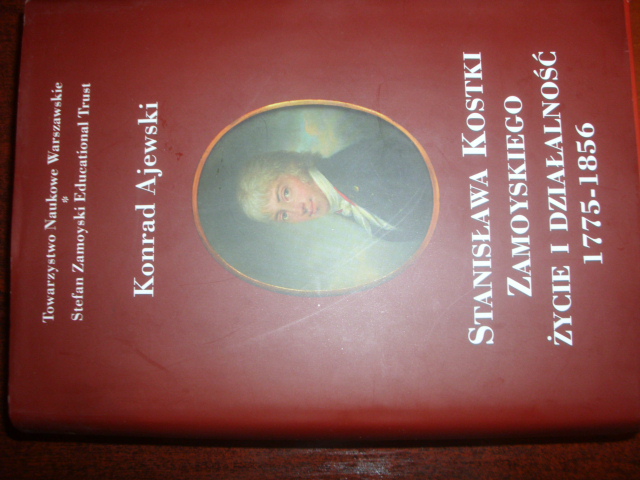 Towarzystwo Naukowe Warszawskie
*
Stefan Zamoyski Educational Trust
Konrad Ajewski
STANISŁAWA KOSTKI
ZAMOYSKIEGO
ŻYCIE I DZIAŁALNOŚĆ
1775-1856